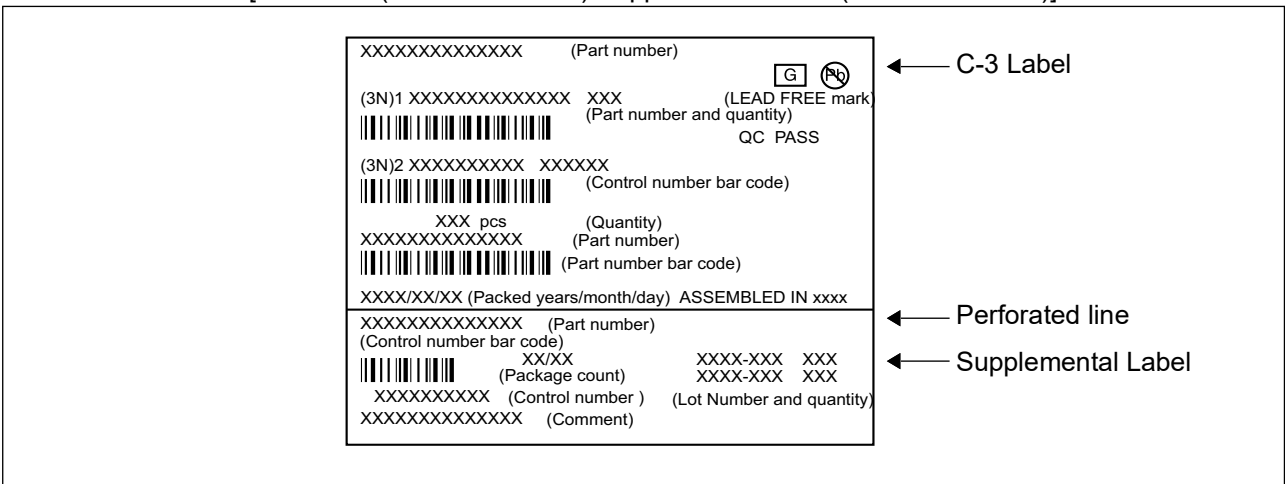 XXXXXXXXXXXXXX (Part number)
G Pb
C-3 Label
(3N)1 XXXXXXXXXXXXXX XXX (LEAD FREE mark)
(Part number and quantity)
QC PASS
(3N)2 XXXXXXXXXX XXXXXX
(Control number bar code)
XXX pcs (Quantity)
XXXXXXXXXXXXXX (Part number)
(Part number bar code)
XXXX/XX/XX (Packed years/month/day) ASSEMBLED IN xxxx
Perforated line
XXXXXXXXXXXXXX (Part number)
(Control number bar code)
XX/XX XXXX-XXX XXX
(Package count) XXXX-XXX XXX
Supplemental Label
XXXXXXXXXX (Control number ) (Lot Number and quantity)
XXXXXXXXXXXXXX (Comment)